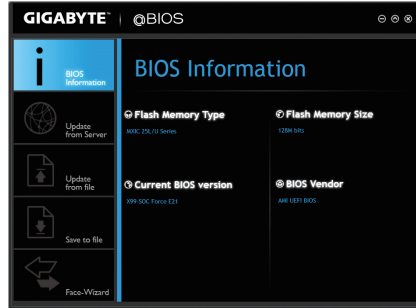 GIGABYTE™ @BIOS
BIOS
Information
BIOS Information
Flash Memory Type
MXIC 25L/U Series
Flash Memory Size
128M bits
Update
from Server
Update
from file
Current BIOS version
X99-SOC Force E21
BIOS Vendor
AMI UEFI BIOS
Save to file
Face-Wizard